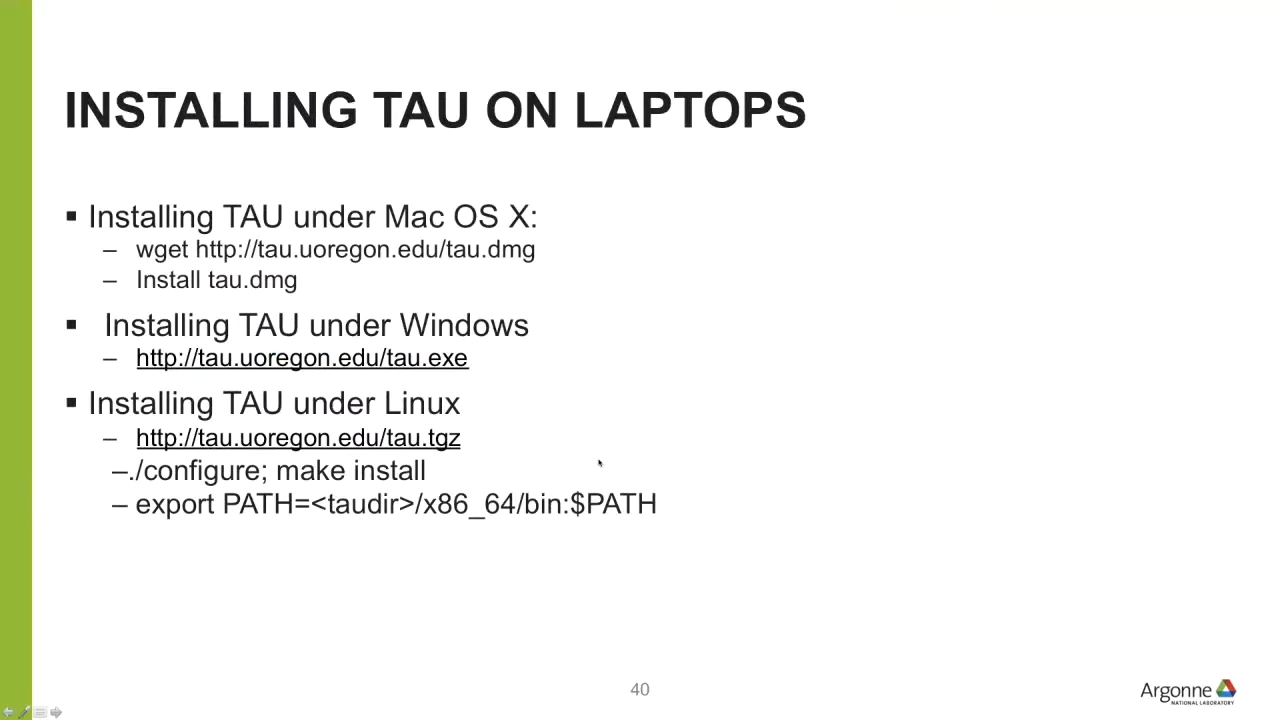 INSTALLING TAU ON LAPTOPS
▪ Installing TAU under Mac OS X:
– wget http://tau.uoregon.edu/tau.dmg
– Install tau.dmg
▪ Installing TAU under Windows
– http://tau.uoregon.edu/tau.exe
▪ Installing TAU under Linux
– http://tau.uoregon.edu/tau.tgz
–./configure; make install
– export PATH=<taudir>/x86_64/bin:$PATH
40
Argonne
NATIONAL LABORATORY